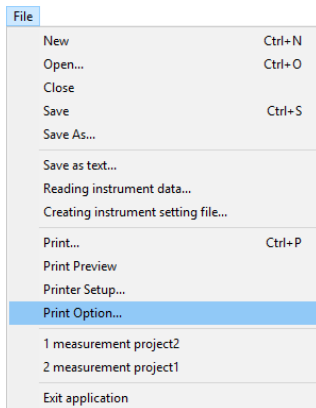 File
New Ctrl+N
Open... Ctrl+O
Close
Save Ctrl+S
Save As...
Save as text...
Reading instrument data...
Creating instrument setting file...
Print... Ctrl+P
Print Preview
Printer Setup...
Print Option...
1 measurement project2
2 measurement project1
Exit application